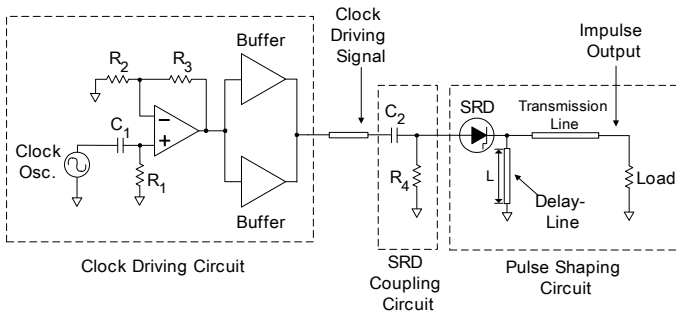 Clock
Driving
Signal
Impulse
Output
Buffer
R2
R3
C1
C2
SRD
Transmission
Line
Clock
Osc.
R1
R4
L
Load
Delay-
Line
Buffer
Clock Driving Circuit
SRD
Coupling
Circuit
Pulse Shaping
Circuit